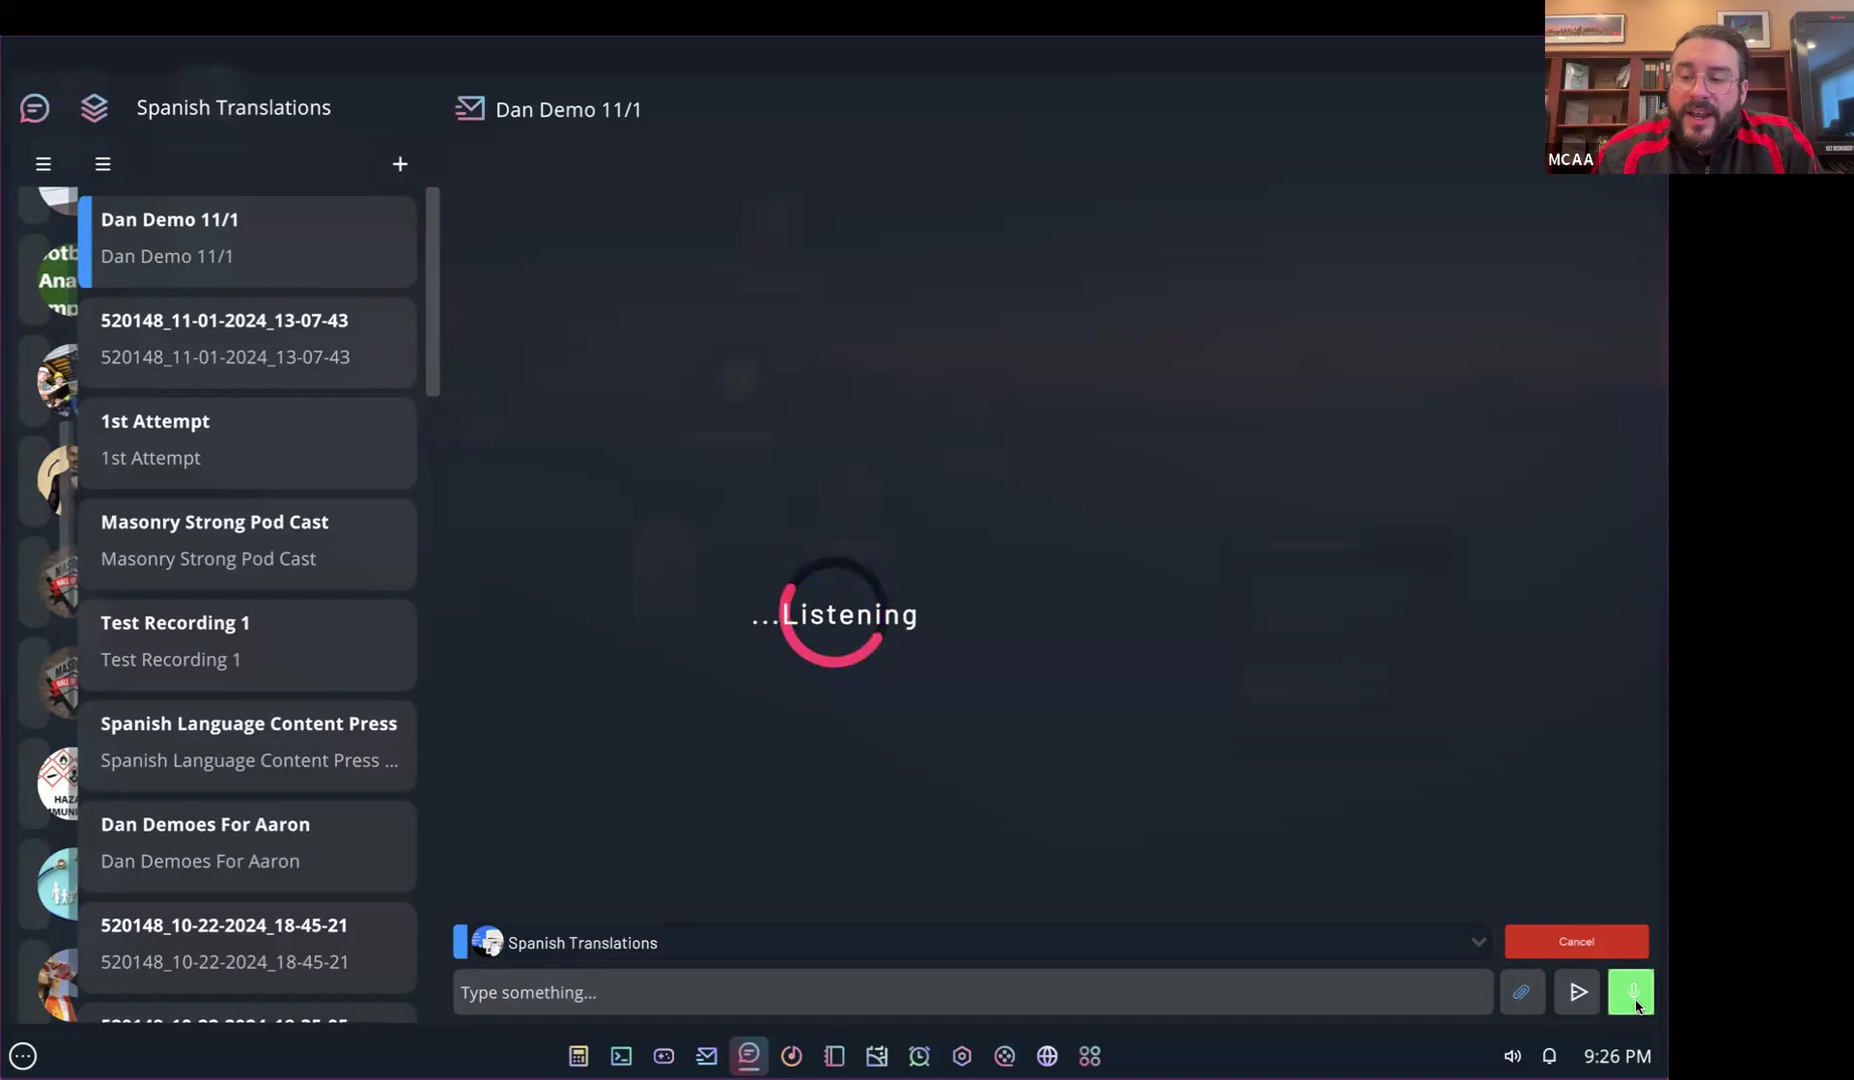 MCAA
Spanish Translations
Dan Demo 11/1
Dan Demo 11/1
Dan Demo 11/1
520148_11-01-2024_13-07-43
520148_11-01-2024_13-07-43
1st Attempt
1st Attempt
Masonry Strong Pod Cast
Masonry Strong Pod Cast
Test Recording 1
Test Recording 1
Spanish Language Content Press
Spanish Language Content Press ...
Dan Demoes For Aaron
Dan Demoes For Aaron
520148_10-22-2024_18-45-21
520148_10-22-2024_18-45-21
Ana
HAZA
...Listening
Spanish Translations
Cancel
Type something...
9:26 PM